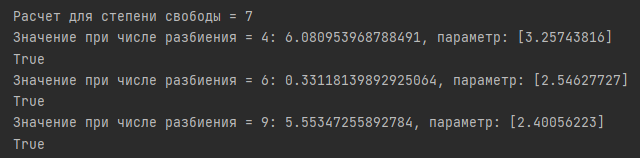 Расчет для степени свободы = 7
Значение при числе разбиения = 4: 6.080953968788491, параметр: [3.25743816]
True
Значение при числе разбиения = 6: 0.33118139892925064, параметр: [2.54627727]
True
Значение при числе разбиения = 9: 5.55347255892784, параметр: [2.40056223]
True